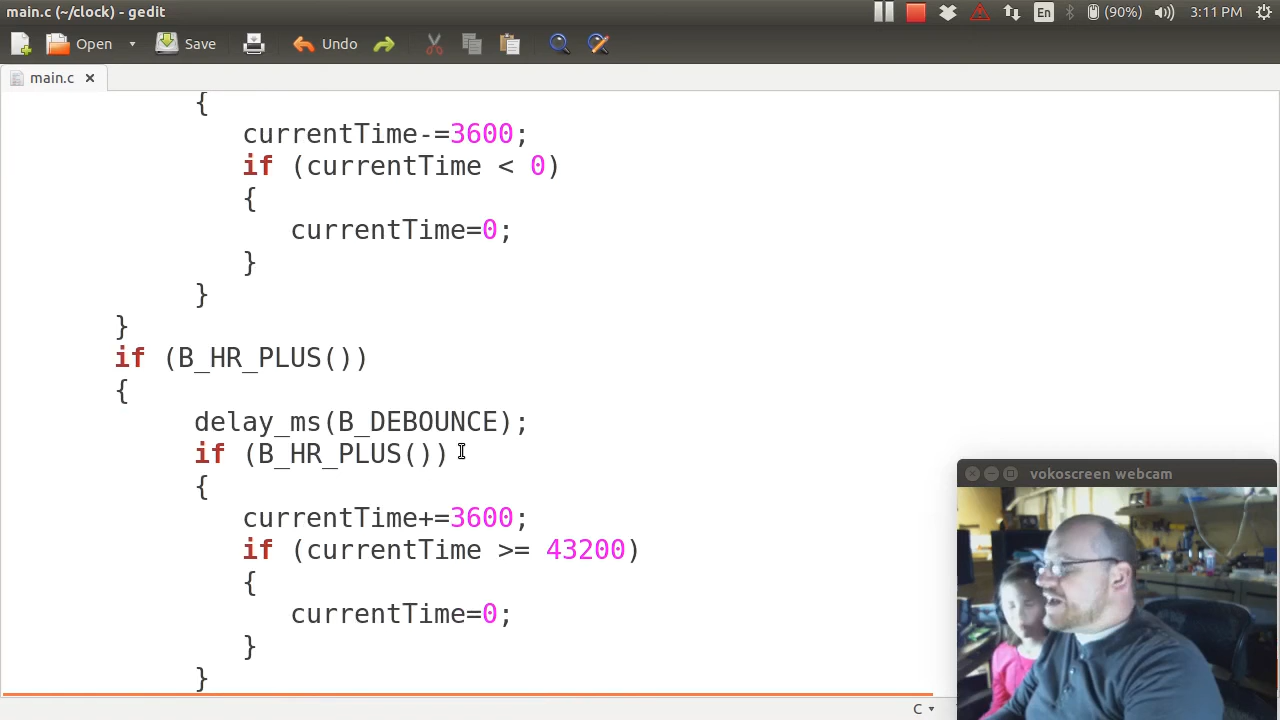 main.c (~/clock) - gedit
En (90%) 3:11 PM
Open Save Undo
main.c
{
currentTime-=3600;
if (currentTime < 0)
{
currentTime=0;
}
}
}
if (B_HR_PLUS())
{
delay_ms(B_DEBOUNCE);
if (B_HR_PLUS())
{
currentTime+=3600;
if (currentTime >= 43200)
{
currentTime=0;
}
}
vokoscreen webcam
C